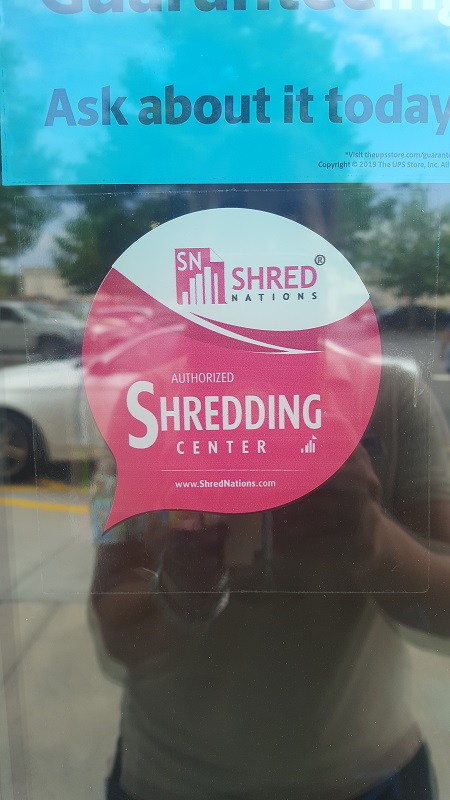 Guaranteeing
Ask about it today
*Visit theupsstore.com/guarant
Copyright © 2019 The UPS Store, Inc. All
SN
SHRED®
NATIONS
AUTHORIZED
SHREDDING
CENTER
www.ShredNations.com